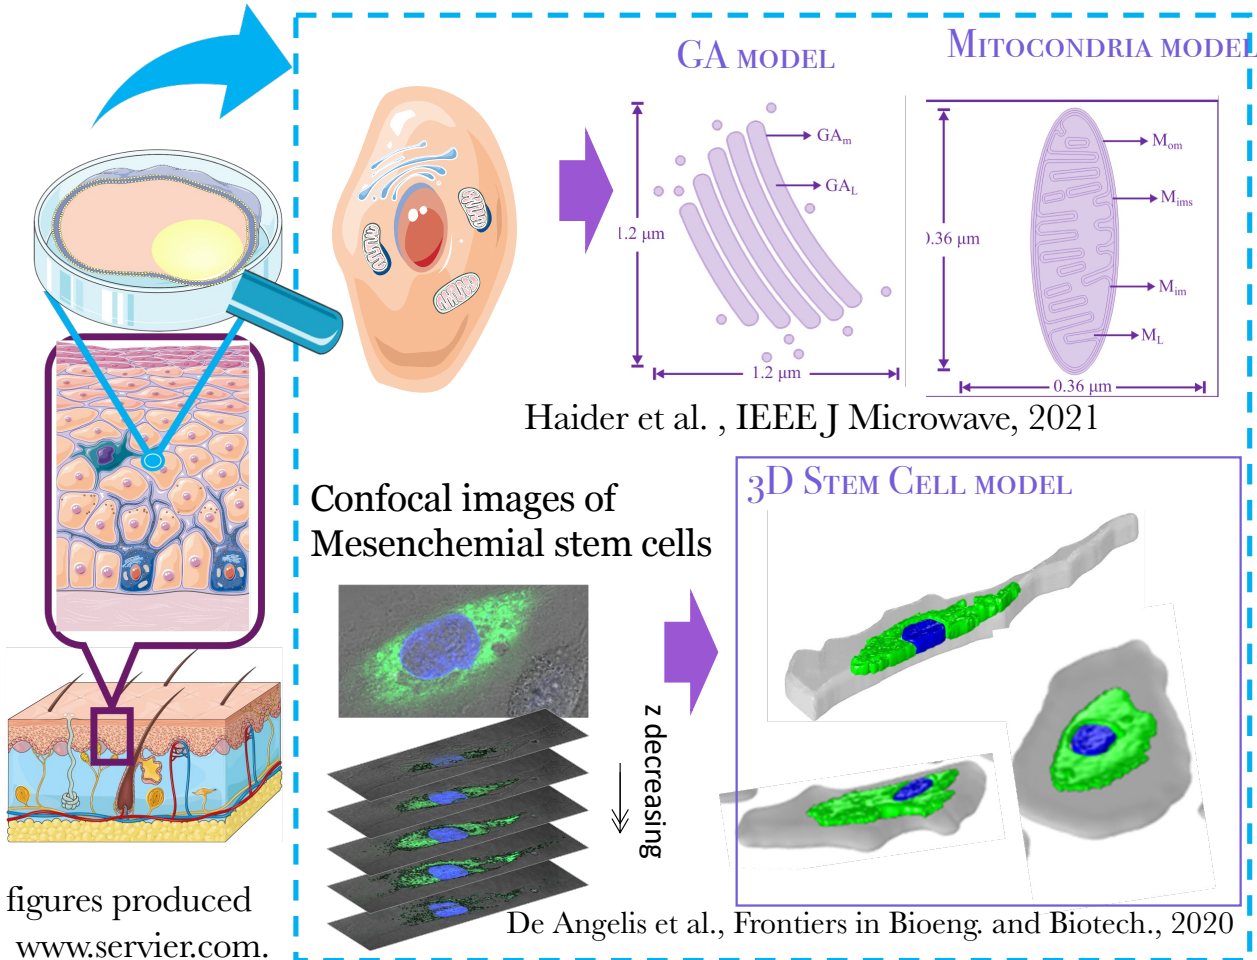 GA MODEL
MITOCONDRIA MODEL
GAm
GAL
1.2 µm
1.2 µm
Mom
Mims
Mim
ML
0.36 µm
0.36 µm
Haider et al. , IEEE J Microwave, 2021
Confocal images of
Mesenchemial stem cells
z decreasing
3D STEM CELL MODEL
De Angelis et al., Frontiers in Bioeng. and Biotech., 2020
figures produced
www.servier.com.